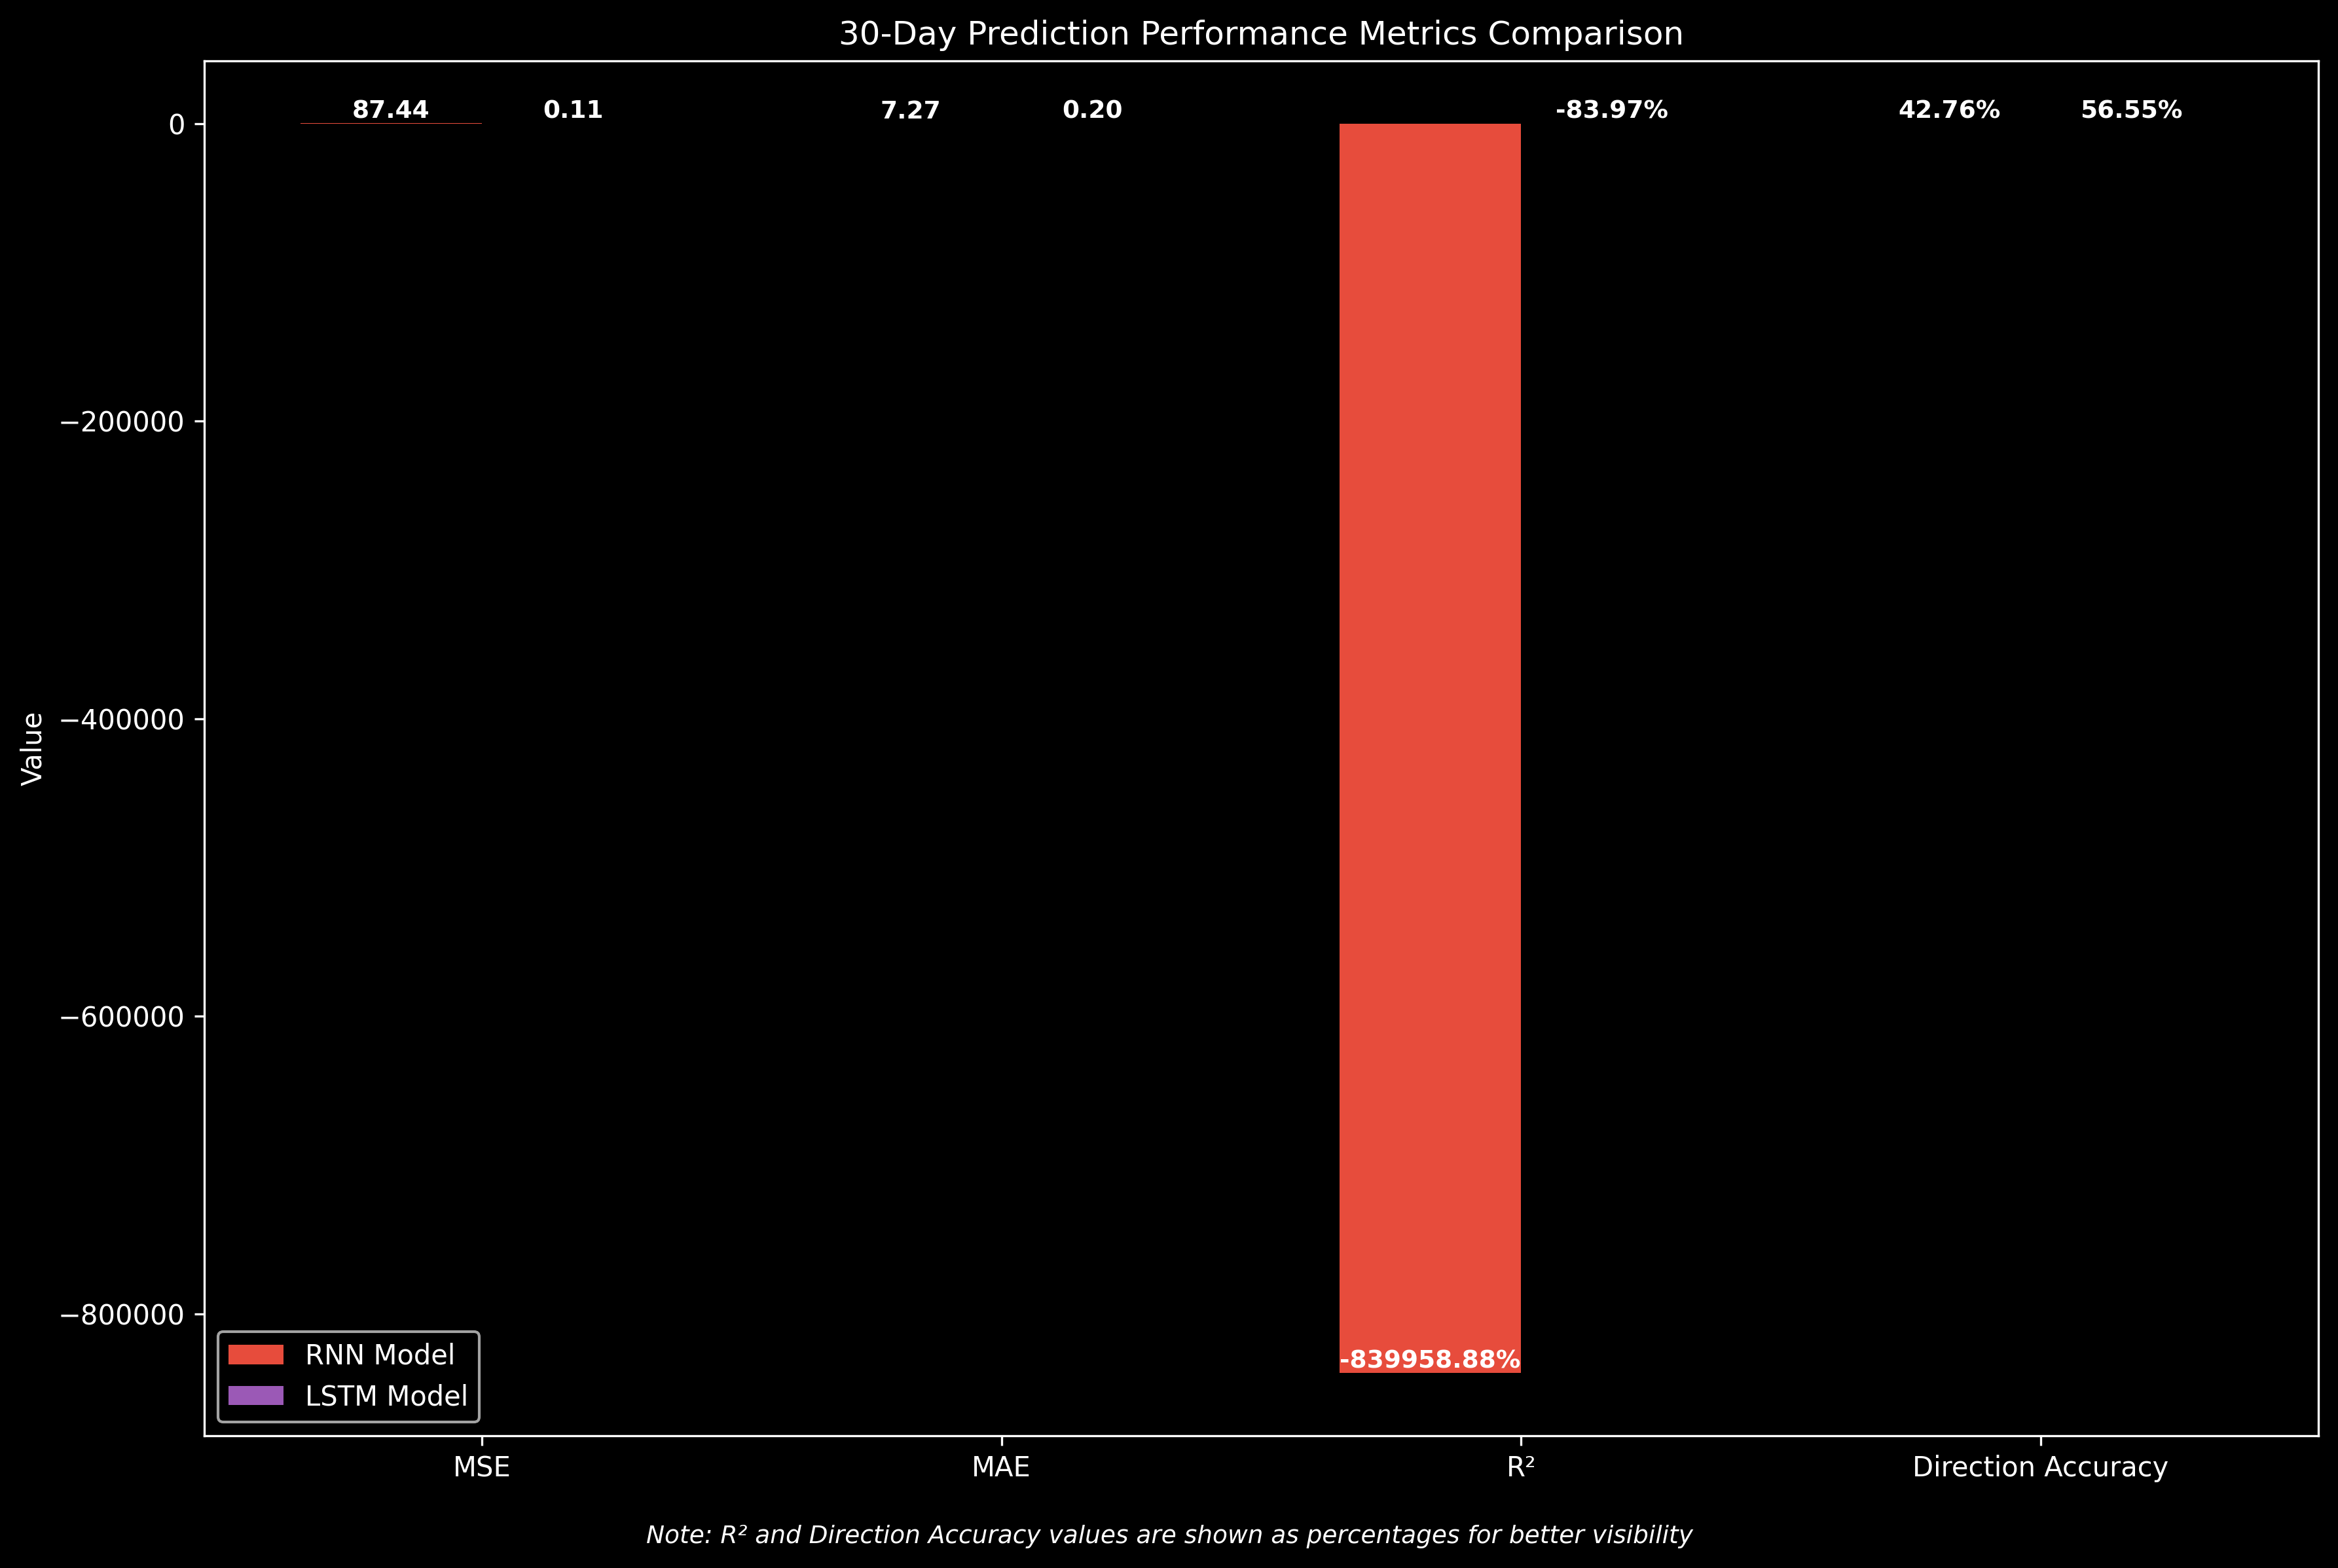 30-Day Prediction Performance Metrics Comparison
87.44
0.11
7.27
0.20
-83.97%
42.76%
56.55%
0
−200000
−400000
−600000
−800000
Value
-839958.88%
RNN Model
LSTM Model
MSE
MAE
R²
Direction Accuracy
Note: R² and Direction Accuracy values are shown as percentages for better visibility